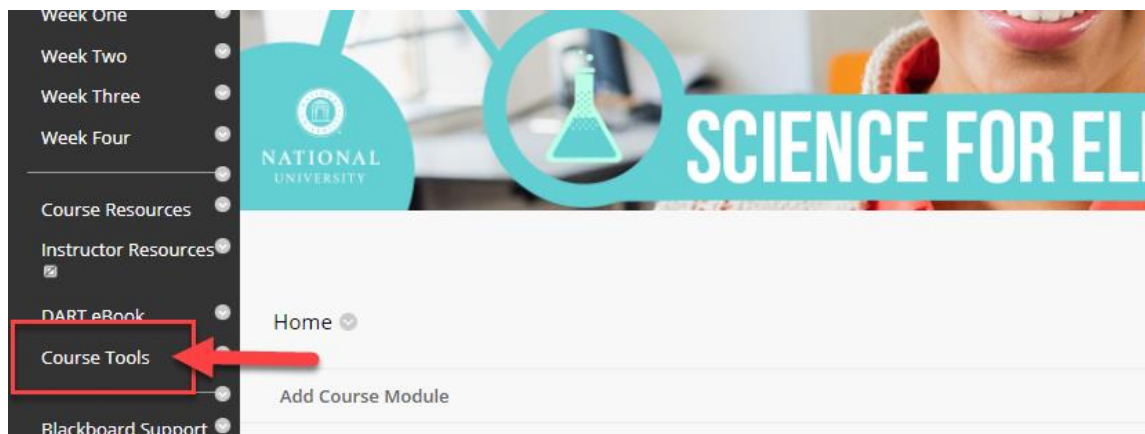 Week One
Week Two
Week Three
Week Four
Course Resources
Instructor Resources
DART eBook
Course Tools
Blackboard Support
NATIONAL
UNIVERSITY
SCIENCE FOR EL
Home
Add Course Module